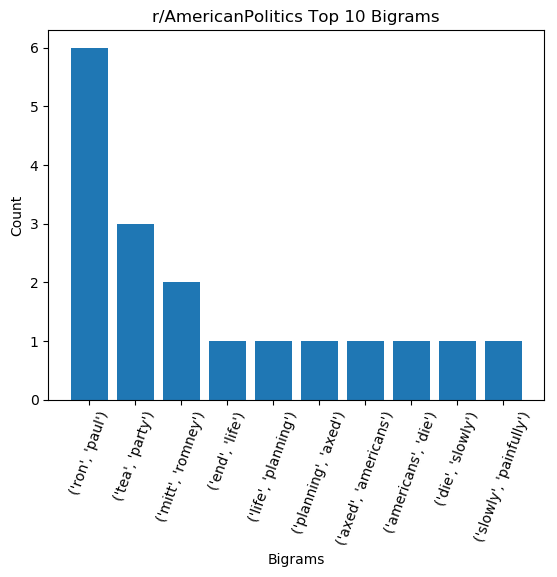 r/AmericanPolitics Top 10 Bigrams
6
5
4
3
2
1
0
Count
('ron', 'paul')
('tea', 'party')
('mitt', 'romney')
('end', 'life')
('life', 'planning')
('planning', 'axed')
('axed', 'americans')
('americans', 'die')
('die', 'slowly')
('slowly', 'painfully')
Bigrams